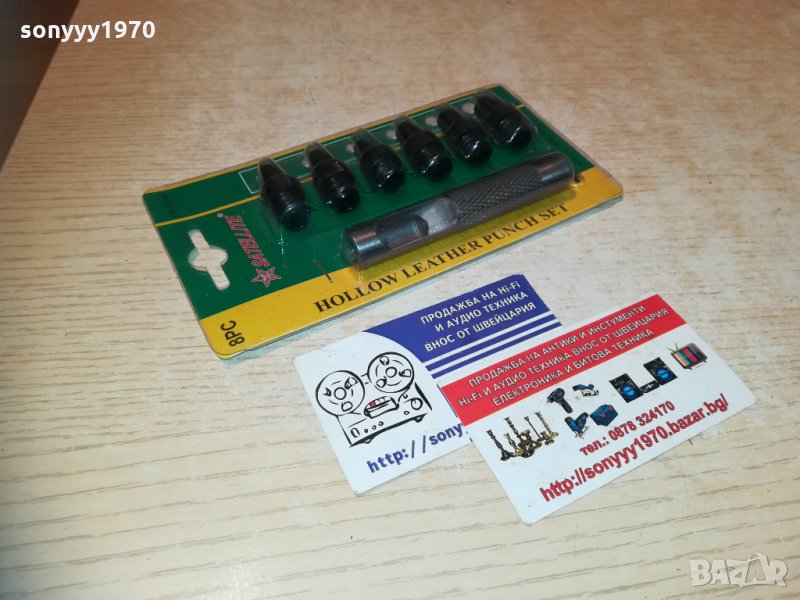 sonyyy1970
SATELLITE
8PC
HOLLOW LEATHER PUNCH SET
ПРОДАЖБА НА Hi-Fi
И АУДИО ТЕХНИКА
ВНОС ОТ ШВЕЙЦАРИЯ
http://sony
ПРОДАЖБА НА АНТИКИ И ИНСТУМЕНТИ
Hi-Fi И АУДИО ТЕХНИКА ВНОС ОТ ШВЕЙЦАРИЯ
ЕЛЕКТРОНИКА И БИТОВА ТЕХНИКА
тел.: 0878 324170
http://sonyyy1970.bazar.bg/
BAZAR